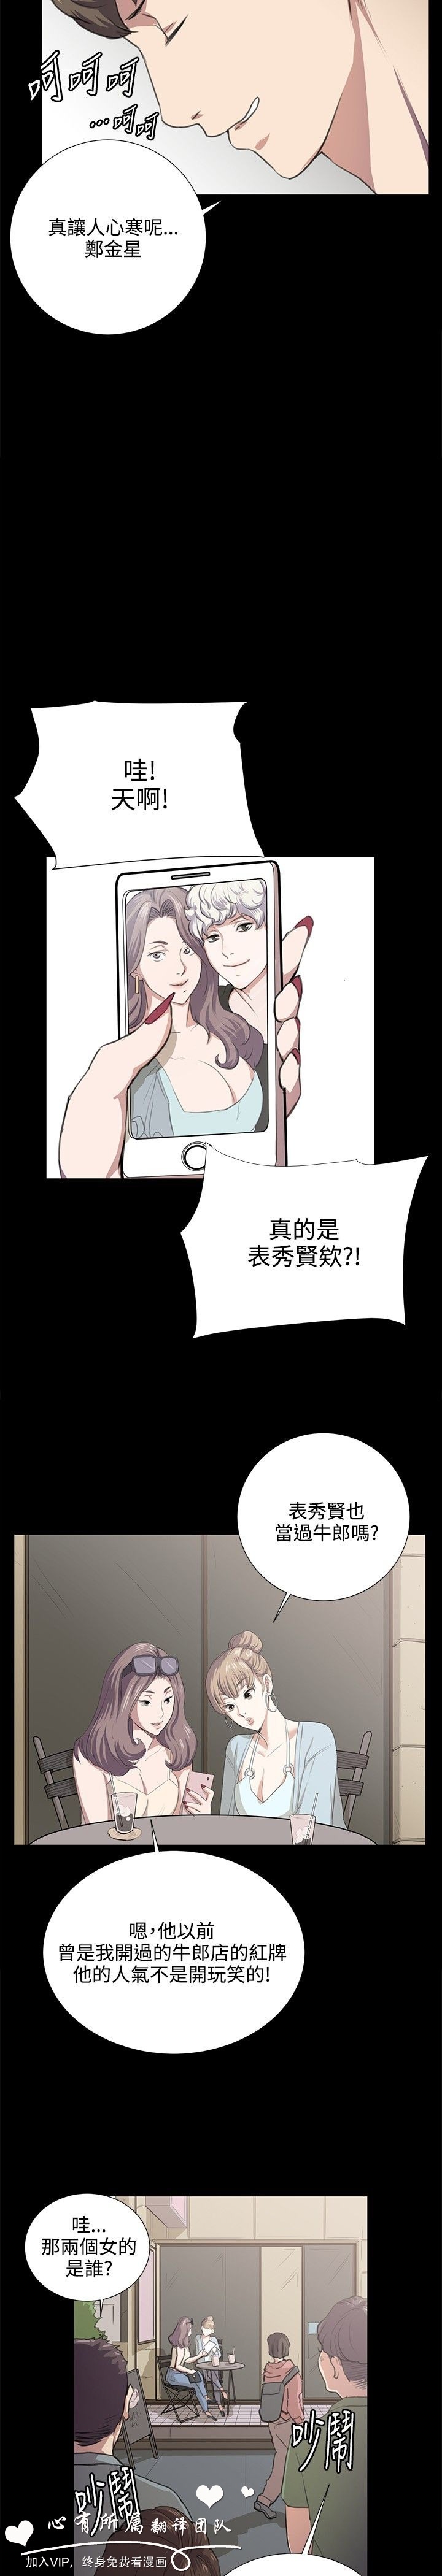 呵呵呵
…呵呵
真讓人心寒呢…
鄭金星
哇!
天啊!
真的是
表秀賢欸?!
表秀賢也
當過牛郎嗎?
嗯,他以前
曾是我開過的牛郎店的紅牌
他的人氣不是開玩笑的!
哇…
那兩個女的
是誰?
吵鬧
吵鬧
心有所属翻译团队
加入VIP,终身免费看漫画